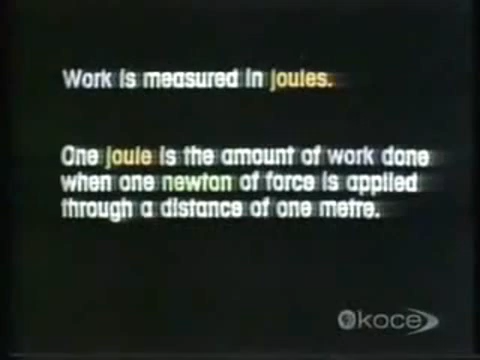 Work is measured in joules.
One joule is the amount of work done
when one newton of force is applied
through a distance of one metre.
koce